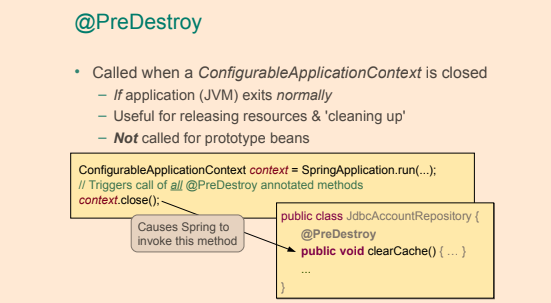 @PreDestroy
• Called when a ConfigurableApplicationContext is closed
– If application (JVM) exits normally
– Useful for releasing resources & 'cleaning up'
– Not called for prototype beans
ConfigurableApplicationContext context = SpringApplication.run(...);
// Triggers call of all @PreDestroy annotated methods
context.close();
Causes Spring to
invoke this method
public class JdbcAccountRepository {
@PreDestroy
public void clearCache() { … }
...
}